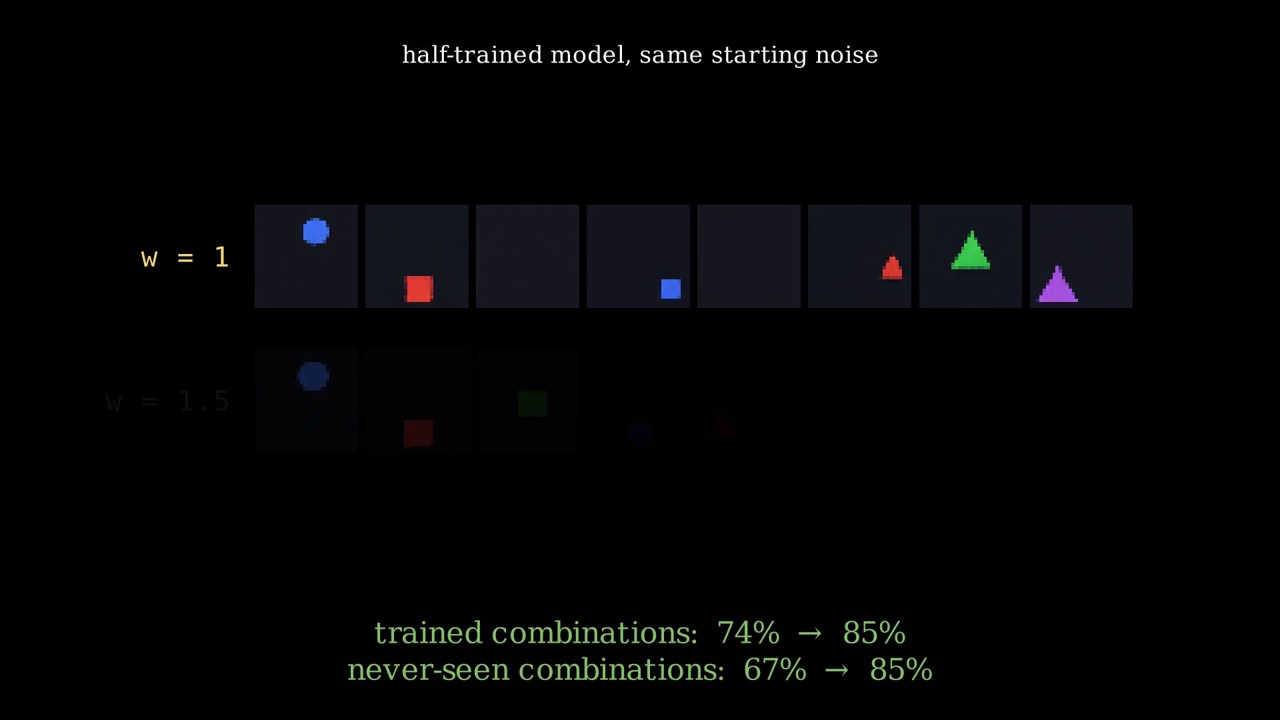 half-trained model, same starting noise
w = 1
w = 1.5
trained combinations: 74% → 85%
never-seen combinations: 67% → 85%